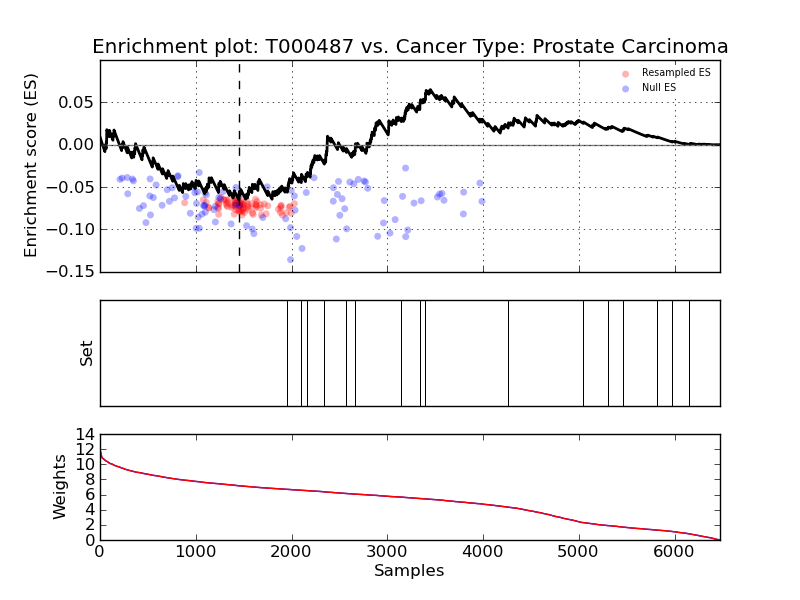 Enrichment plot: T000487 vs. Cancer Type: Prostate Carcinoma
Resampled ES
Null ES
Enrichment score (ES)
0.05
0.00
−0.05
−0.10
−0.15
Set
Weights
14
12
10
8
6
4
2
0
0 1000 2000 3000 4000 5000 6000
Samples